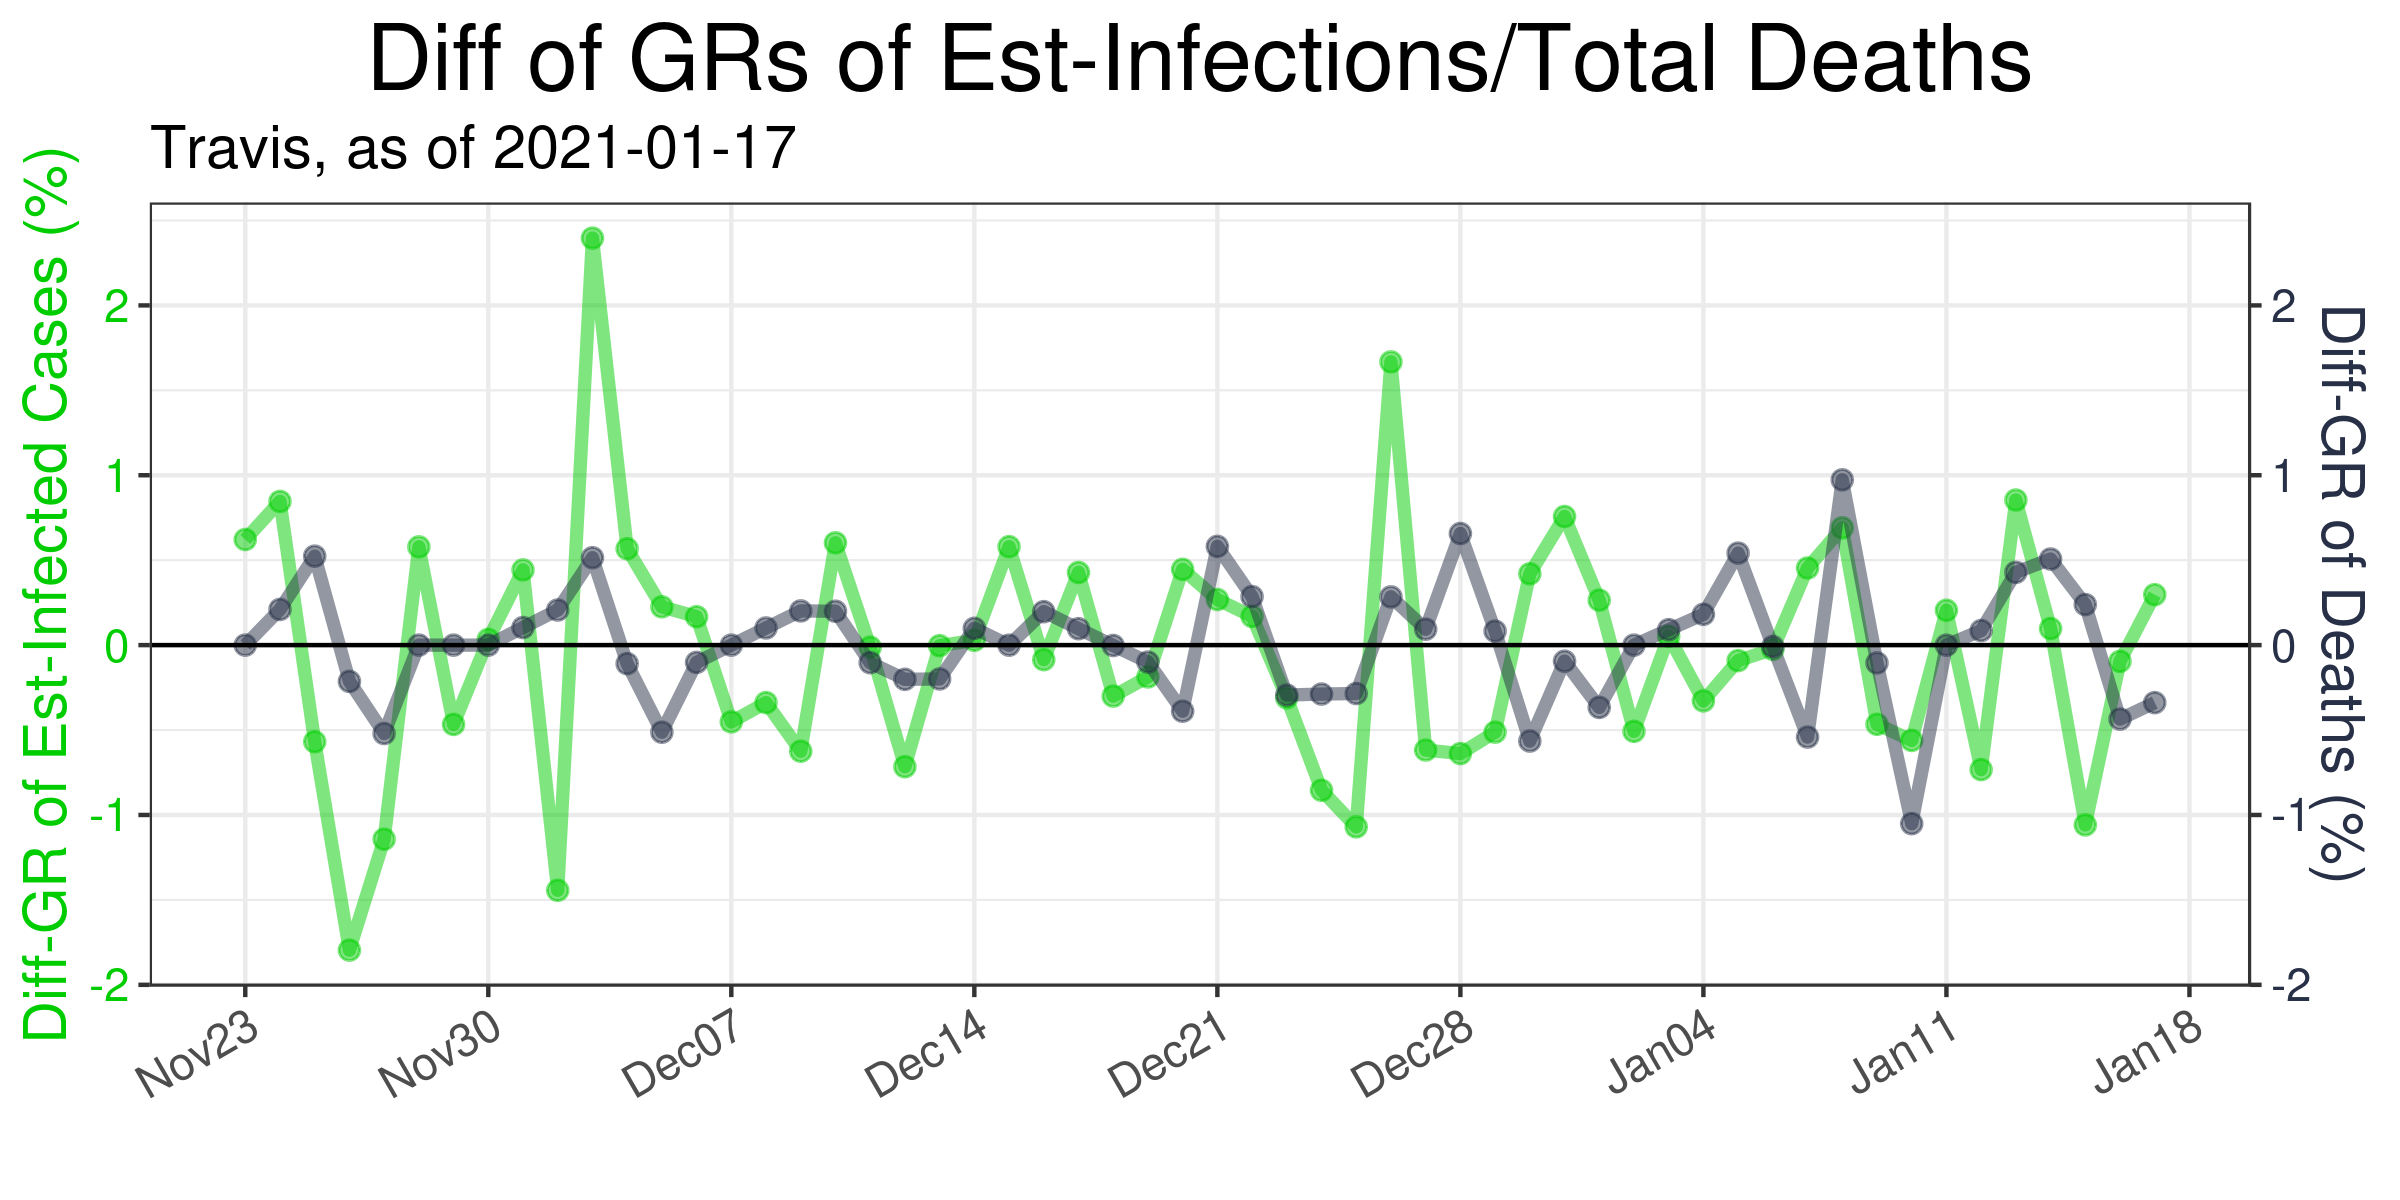 Diff of GRs of Est-Infections/Total Deaths
Travis, as of 2021-01-17
Diff-GR of Est-Infected Cases (%)
2
1
0
-1
-2
2
1
0
-1
-2
Diff-GR of Deaths (%)
Nov23
Nov30
Dec07
Dec14
Dec21
Dec28
Jan04
Jan11
Jan18